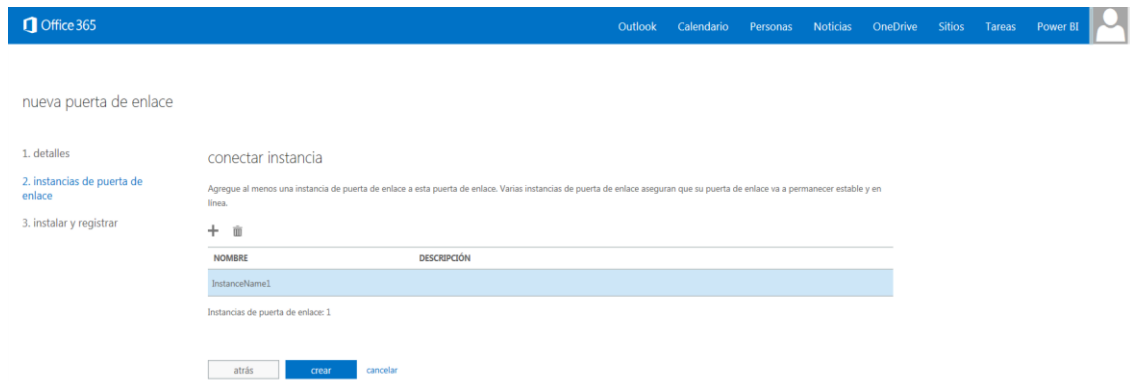 Office 365
Outlook Calendario Personas Noticias OneDrive Sitios Tareas Power BI
nueva puerta de enlace
1. detalles
2. instancias de puerta de
enlace
3. instalar y registrar
conectar instancia
Agregue al menos una instancia de puerta de enlace a esta puerta de enlace. Varias instancias de puerta de enlace aseguran que su puerta de enlace va a permanecer estable y en
línea.
NOMBRE DESCRIPCIÓN
InstanceName1
Instancias de puerta de enlace: 1
atrás crear cancelar